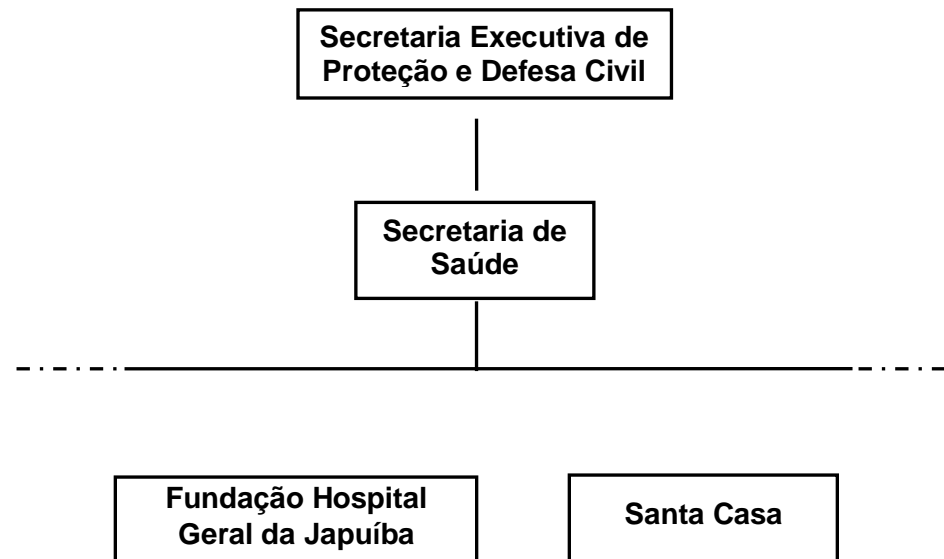 Secretaria Executiva de
Proteção e Defesa Civil
Secretaria de
Saúde
Fundação Hospital
Geral da Japuíba
Santa Casa